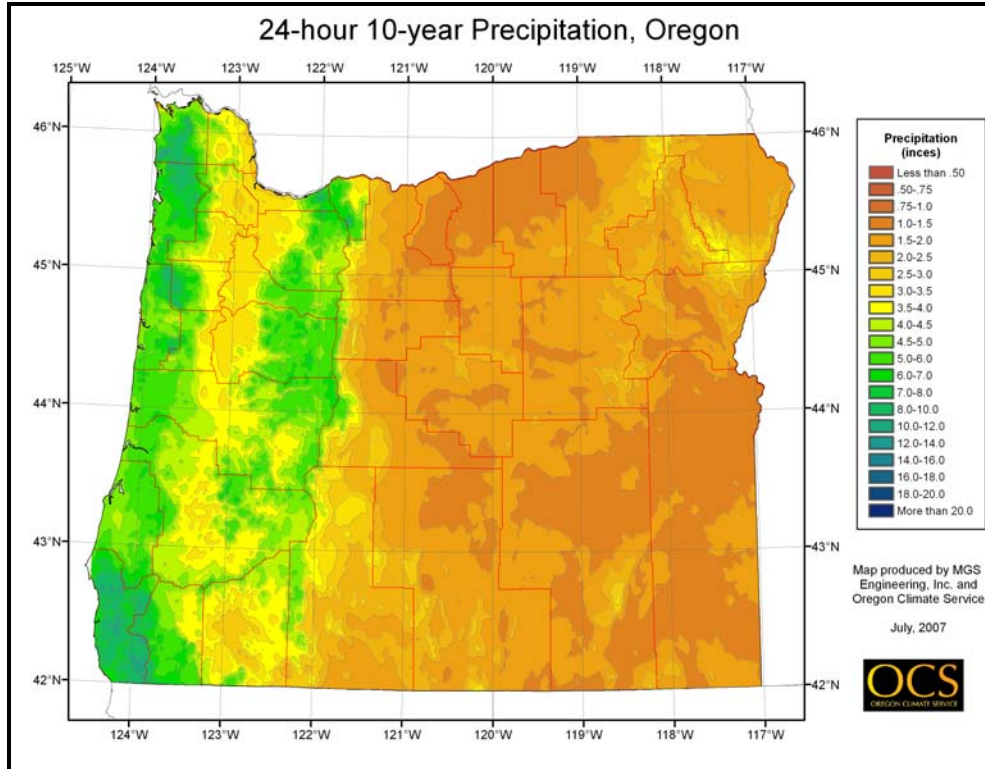 24-hour 10-year Precipitation, Oregon
125°W 124°W 123°W 122°W 121°W 120°W 119°W 118°W 117°W
46°N 46°N
45°N 45°N
44°N 44°N
43°N 43°N
42°N 42°N
124°W 123°W 122°W 121°W 120°W 119°W 118°W 117°W
Precipitation
(inces)
Less than .50
.50-.75
.75-1.0
1.0-1.5
1.5-2.0
2.0-2.5
2.5-3.0
3.0-3.5
3.5-4.0
4.0-4.5
4.5-5.0
5.0-6.0
6.0-7.0
7.0-8.0
8.0-10.0
10.0-12.0
12.0-14.0
14.0-16.0
16.0-18.0
18.0-20.0
More than 20.0
Map produced by MGS
Engineering, Inc. and
Oregon Climate Service
July, 2007
OCS
OREGON CLIMATE SERVICE